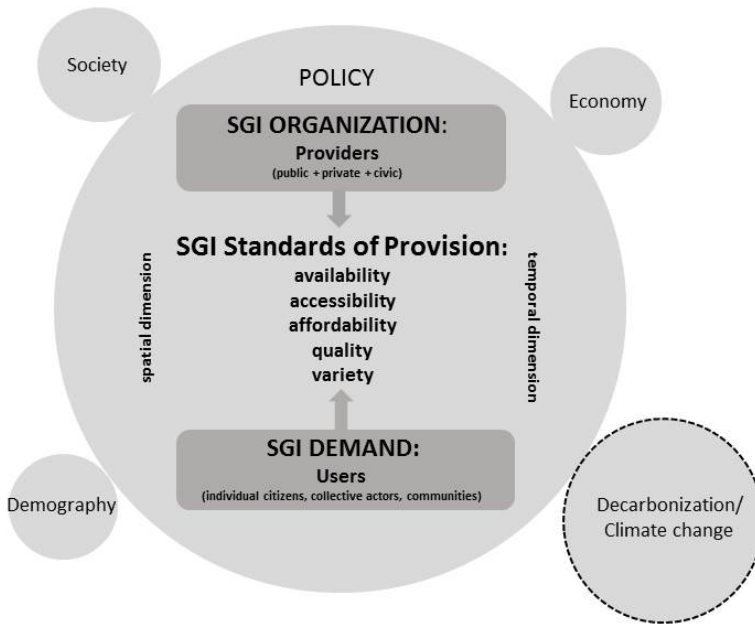 Society
POLICY
Economy
SGI ORGANIZATION:
Providers
(public + private + civic)
SGI Standards of Provision:
availability
accessibility
affordability
quality
variety
spatial dimension
temporal dimension
SGI DEMAND:
Users
(individual citizens, collective actors, communities)
Demography
Decarbonization/
Climate change